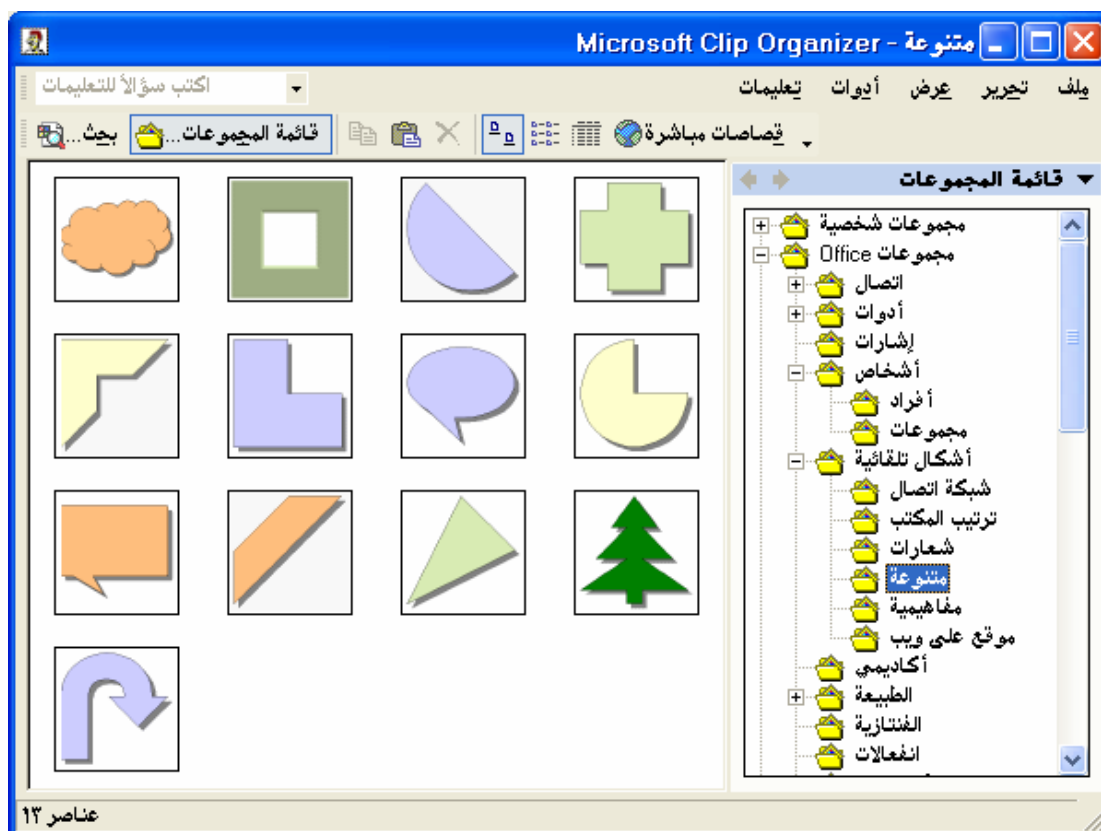 متنوعة - Microsoft Clip Organizer
ملف تحرير عرض أدوات تعليمات
اكتب سؤالاً للتعليمات
قصاصات مباشرة
قائمة المجموعات...
بحث...
قائمة المجموعات
مجموعات شخصية
مجموعات Office
اتصال
أدوات
إشارات
أشخاص
أفراد
مجموعات
أشكال تلقائية
شبكة اتصال
ترتيب المكتب
شعارات
متنوعة
مفاهيمية
موقع على ويب
أكاديمي
الطبيعة
الفنتازية
انفعالات
عناصر ١٣